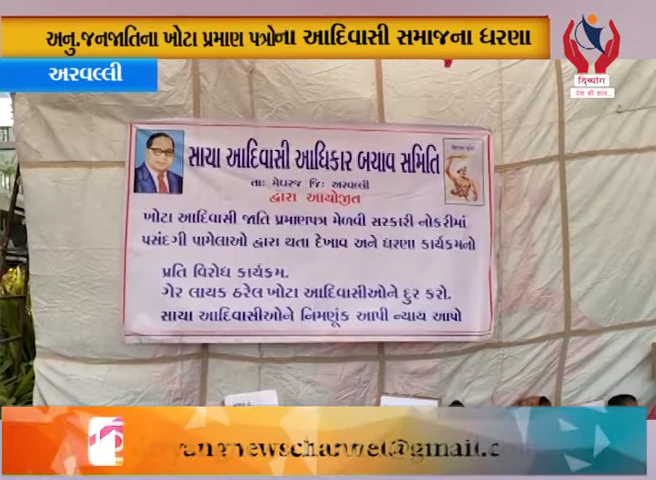 અનુ.જનજાતિના ખોટા પ્રમાણ પત્રોના આદિવાસી સમાજના ધરણા
અરવલ્લી
दिव्यांग
देश की शान...
સાચા આદિવાસી આધિકાર બચાવ સમિતી
તાઃ મેઘરજ જિઃ અરવલ્લી
દ્વારા આયોજીત
ખોટા આદિવાસી જાતિ પ્રમાણપત્ર મેળવી સરકારી નોકરીમાં
પસંદગી પામેલાઓ દ્વારા થતા દેખાવ અને ધરણા કાર્યક્રમનો
પ્રતિ વિરોધ કાર્યક્રમ.
ગેર લાયક ઠરેલ ખોટા આદિવાસીઓને દુર કરો.
સાચા આદિવાસીઓને નિમણૂંક આપી ન્યાય આપો